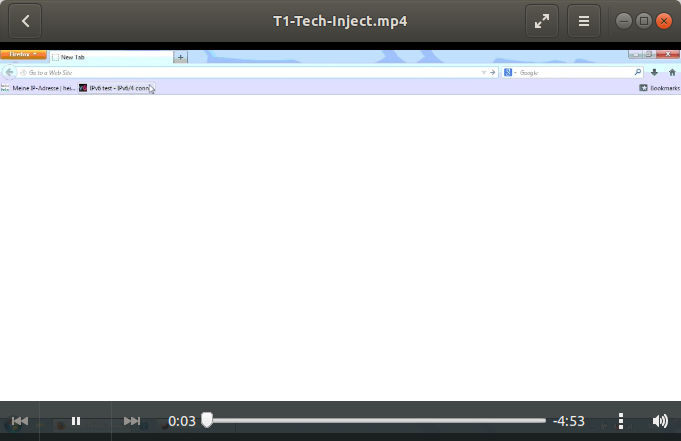 T1-Tech-Inject.mp4
Firefox
New Tab
Go to a Web Site
Google
Meine IP-Adresse | hei...
IPv6 test - IPv6/4 conn
Bookmarks
0:03
-4:53